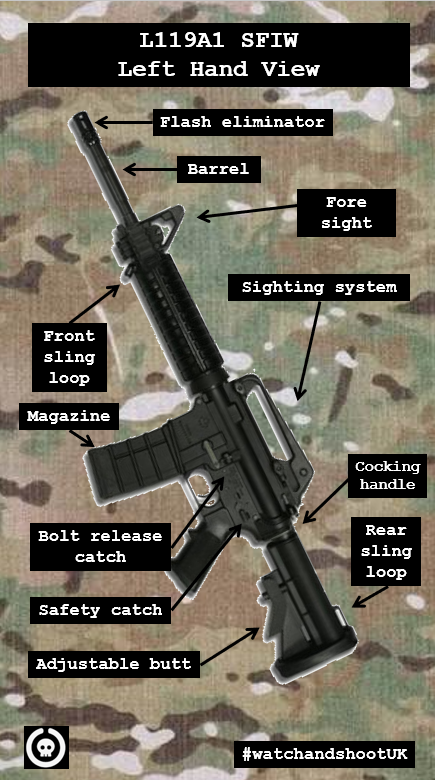 L119A1 SFIW
Left Hand View
Flash eliminator
Barrel
Fore
sight
Sighting system
Front
sling
loop
Magazine
Cocking
handle
Bolt release
catch
Rear
sling
loop
Safety catch
Adjustable butt
#watchandshootUK